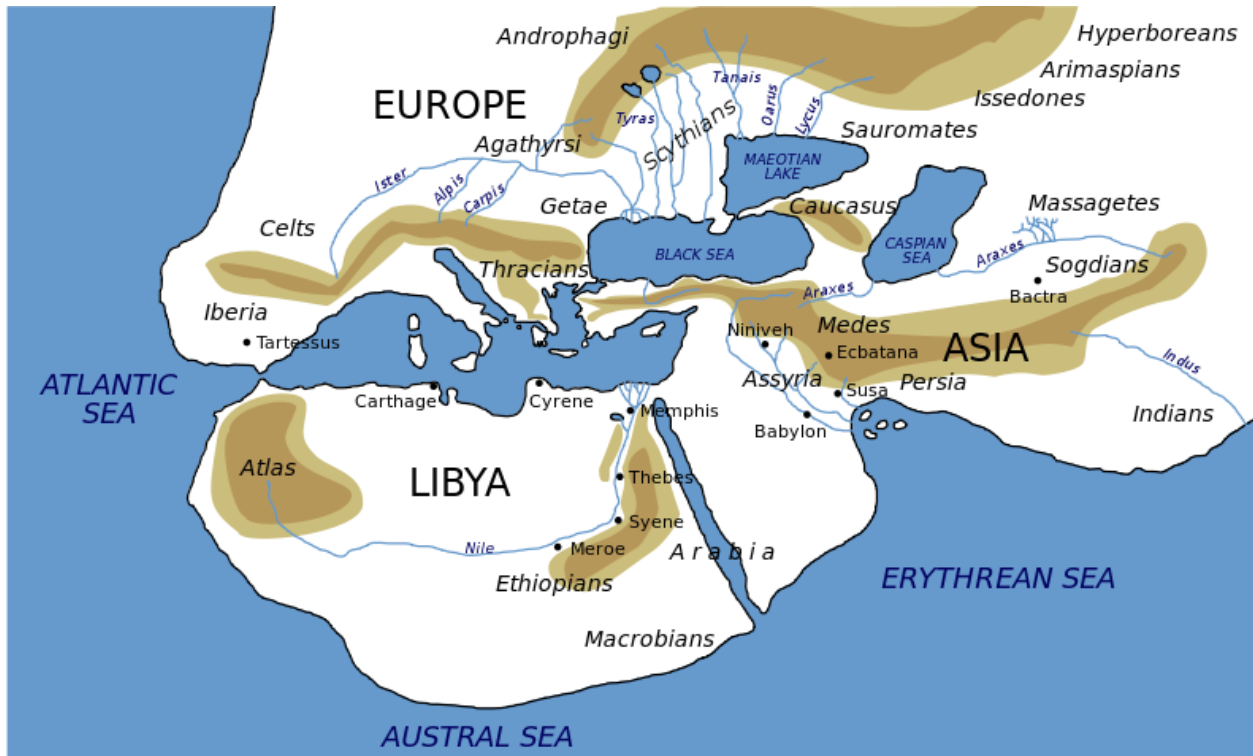 Androphagi
Hyperboreans
Arimaspians
Issedones
Tanais
Oarus
Lycus
EUROPE
Tyras
Scythians
Sauromates
Agathyrsi
MAEOTIAN
LAKE
Ister
Alpis
Carpis
Getae
Caucasus
Massagetes
Celts
BLACK SEA
CASPIAN
SEA
Araxes
Sogdians
Thracians
Araxes
Bactra
Iberia
Tartessus
Niniveh
Medes
ASIA
Ecbatana
Indus
ATLANTIC
SEA
Assyria
Persia
Susa
Carthage
Cyrene
Memphis
Babylon
Indians
Atlas
LIBYA
Thebes
Syene
Nile
Meroe
Arabia
Ethiopians
ERYTHREAN SEA
Macrobians
AUSTRAL SEA